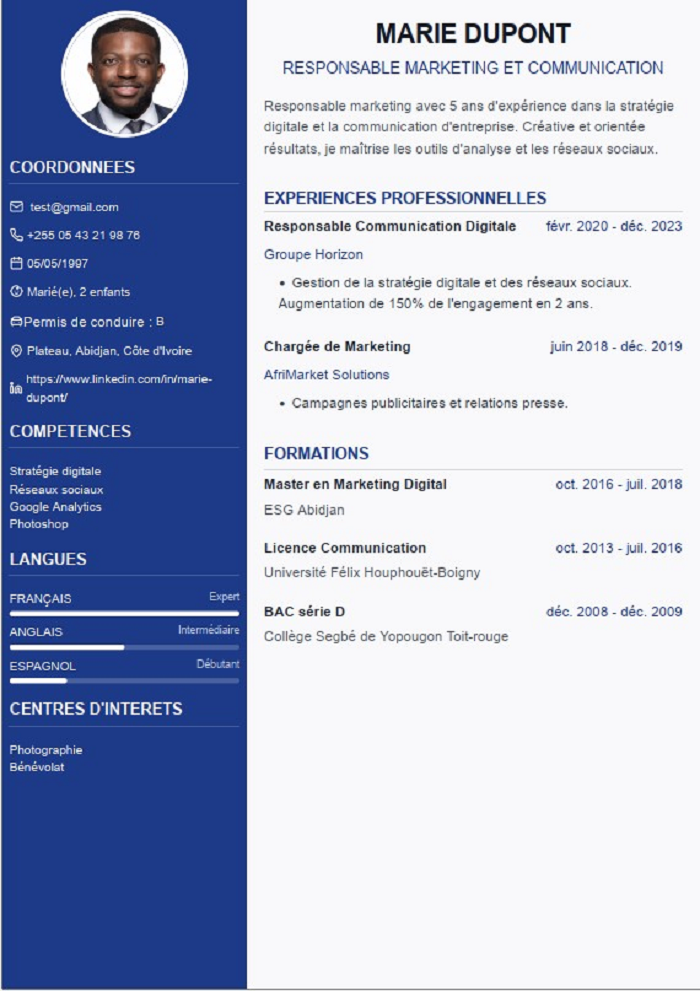 COORDONNEES
test@gmail.com
+255 05 43 21 98 76
05/05/1997
Marié(e), 2 enfants
Permis de conduire : B
Plateau, Abidjan, Côte d'Ivoire
https://www.linkedin.com/in/marie-
dupont/
COMPETENCES
Stratégie digitale
Réseaux sociaux
Google Analytics
Photoshop
LANGUES
FRANÇAIS Expert
ANGLAIS Intermédiaire
ESPAGNOL Débutant
CENTRES D'INTERETS
Photographie
Bénévolat
MARIE DUPONT
RESPONSABLE MARKETING ET COMMUNICATION
Responsable marketing avec 5 ans d'expérience dans la stratégie
digitale et la communication d'entreprise. Créative et orientée
résultats, je maîtrise les outils d'analyse et les réseaux sociaux.
EXPERIENCES PROFESSIONNELLES
Responsable Communication Digitale févr. 2020 - déc. 2023
Groupe Horizon
• Gestion de la stratégie digitale et des réseaux sociaux.
Augmentation de 150% de l'engagement en 2 ans.
Chargée de Marketing juin 2018 - déc. 2019
AfriMarket Solutions
• Campagnes publicitaires et relations presse.
FORMATIONS
Master en Marketing Digital oct. 2016 - juil. 2018
ESG Abidjan
Licence Communication oct. 2013 - juil. 2016
Université Félix Houphouët-Boigny
BAC série D déc. 2008 - déc. 2009
Collège Segbé de Yopougon Toit-rouge